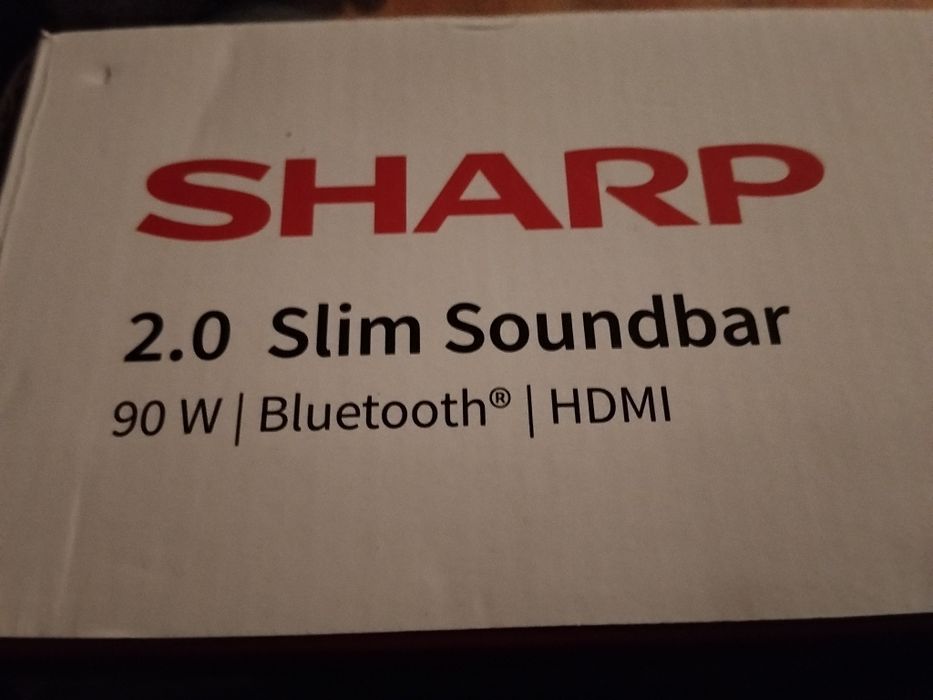 SHARP
2.0 Slim Soundbar
90 W | Bluetooth® | HDMI